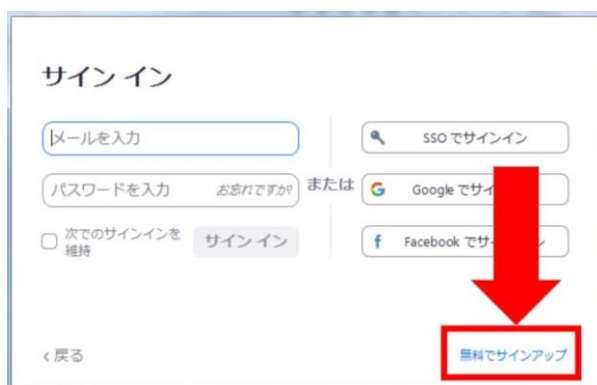 サイン イン
メールを入力
パスワードを入力 お忘れですか?
次でのサインインを
維持
サイン イン
または
SSO でサインイン
Google でサイ
Facebook でサ
戻る
無料でサインアップ